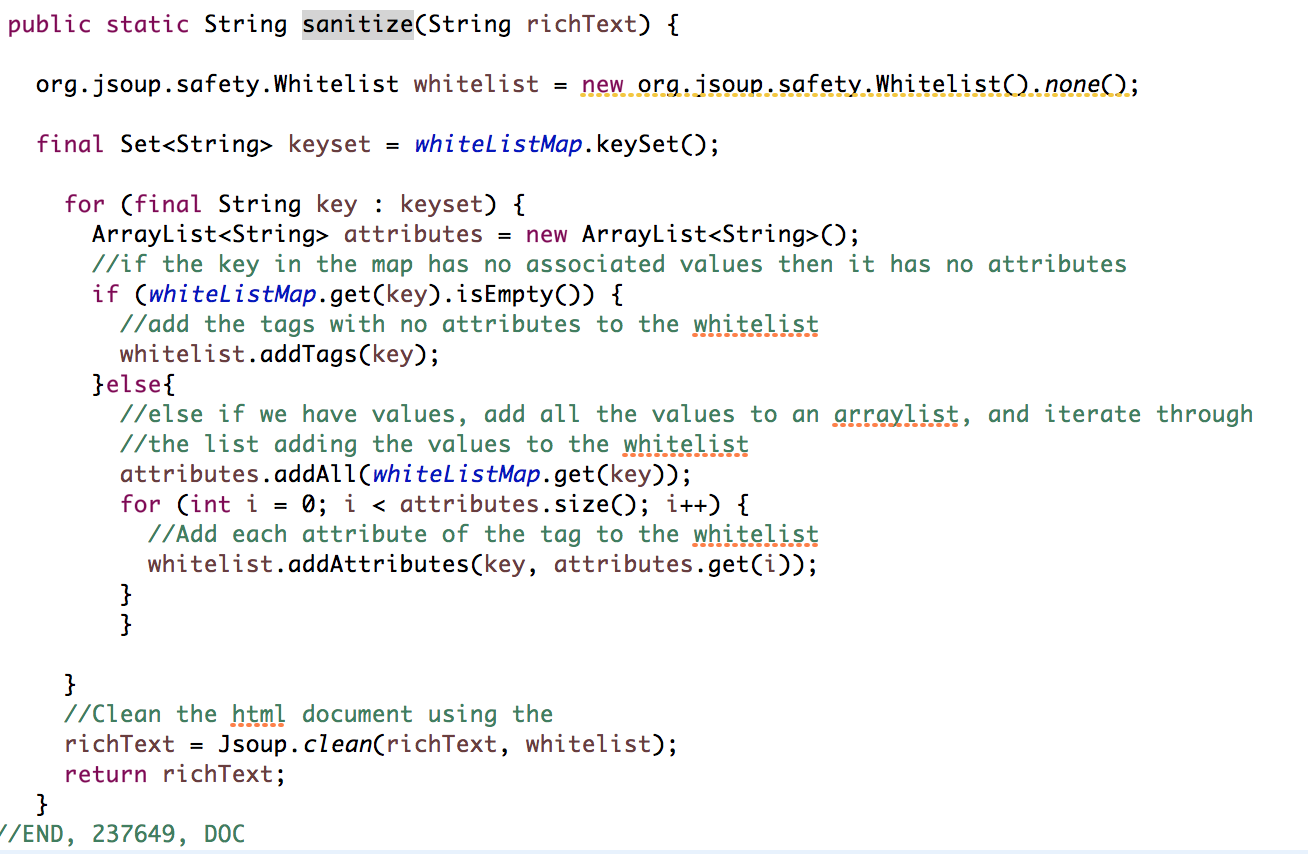 public static String sanitize(String richText) {
org.jsoup.safety.Whitelist whitelist = new org.jsoup.safety.Whitelist().none();
final Set<String> keyset = whiteListMap.keySet();
for (final String key : keyset) {
ArrayList<String> attributes = new ArrayList<String>();
//if the key in the map has no associated values then it has no attributes
if (whiteListMap.get(key).isEmpty()) {
//add the tags with no attributes to the whitelist
whitelist.addTags(key);
}else{
//else if we have values, add all the values to an arraylist, and iterate through
//the list adding the values to the whitelist
attributes.addAll(whiteListMap.get(key));
for (int i = 0; i < attributes.size(); i++) {
//Add each attribute of the tag to the whitelist
whitelist.addAttributes(key, attributes.get(i));
}
}
}
//Clean the html document using the
richText = Jsoup.clean(richText, whitelist);
return richText;
}
//END, 237649, DOC